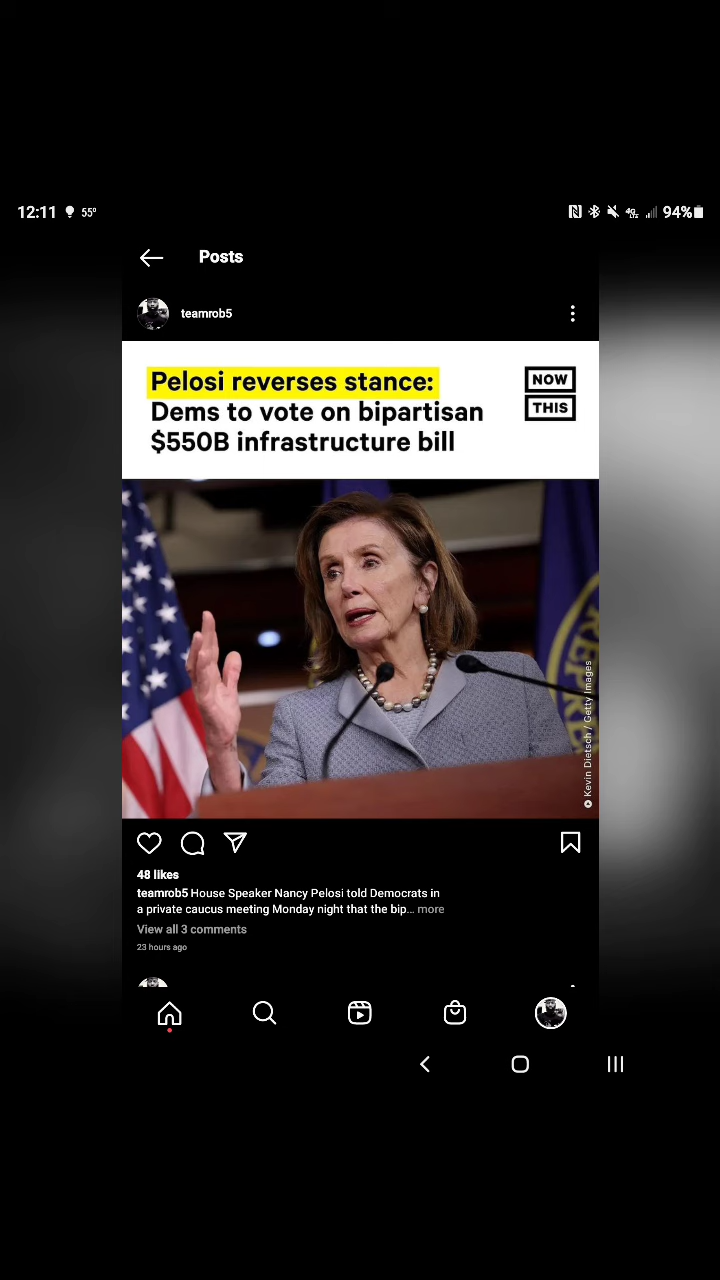 12:11 55° 4G LTE 94%
Posts
teamrob5
Pelosi reverses stance:
Dems to vote on bipartisan
$550B infrastructure bill
NOW
THIS
© Kevin Dietsch / Getty Images
48 likes
teamrob5 House Speaker Nancy Pelosi told Democrats in
a private caucus meeting Monday night that the bip... more
View all 3 comments
23 hours ago